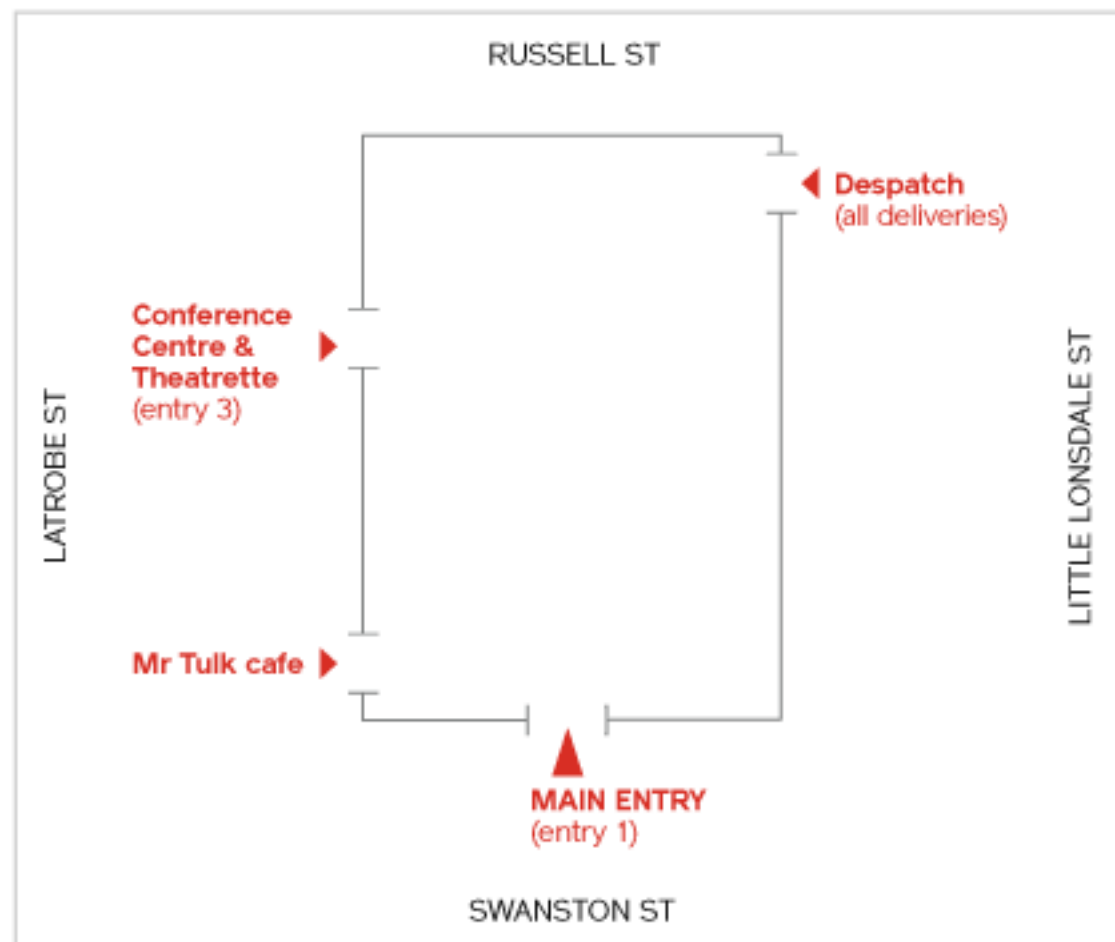 RUSSELL ST
Despatch
(all deliveries)
Conference
Centre &
Theatrette
(entry 3)
LATROBE ST
LITTLE LONSDALE ST
Mr Tulk cafe
MAIN ENTRY
(entry 1)
SWANSTON ST